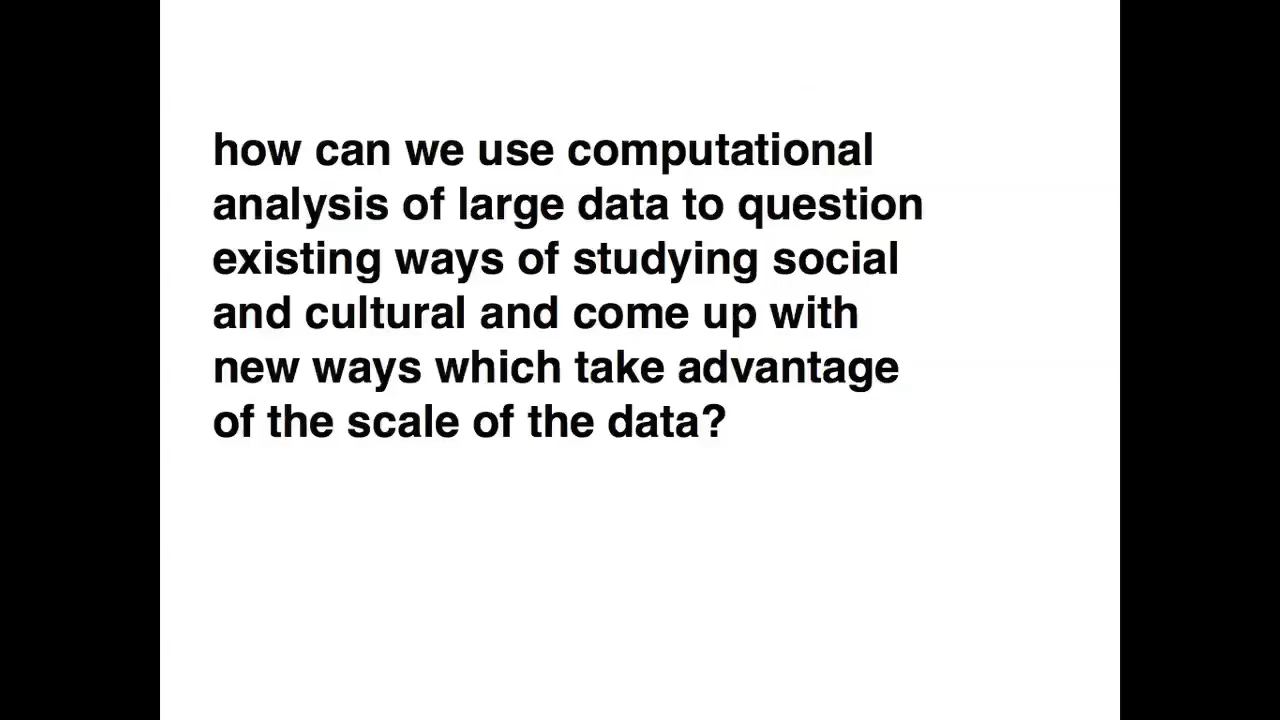 how can we use computational
analysis of large data to question
existing ways of studying social
and cultural and come up with
new ways which take advantage
of the scale of the data?